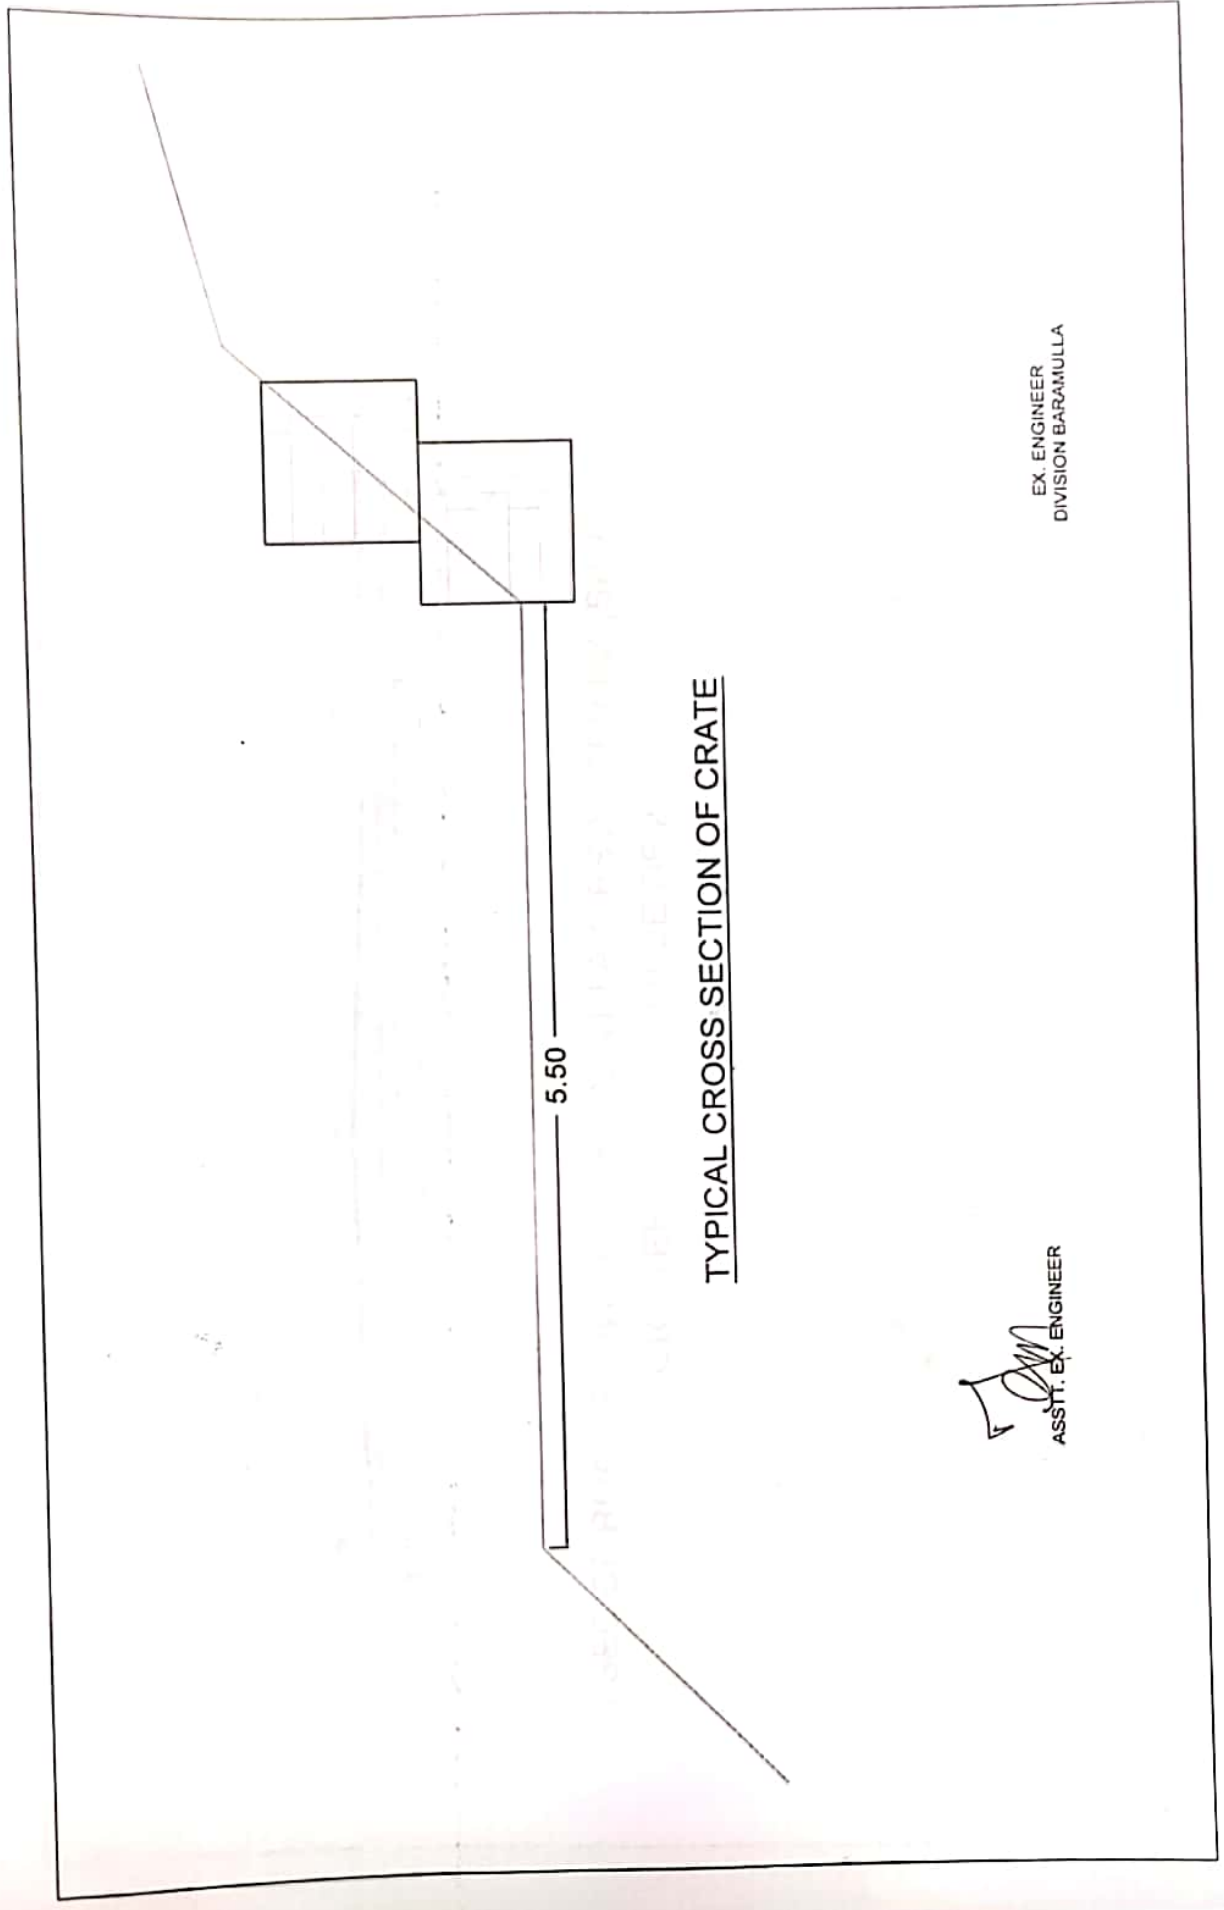 5.50
TYPICAL CROSS SECTION OF CRATE
ASSTT. EX. ENGINEER
EX. ENGINEER
DIVISION BARAMULLA